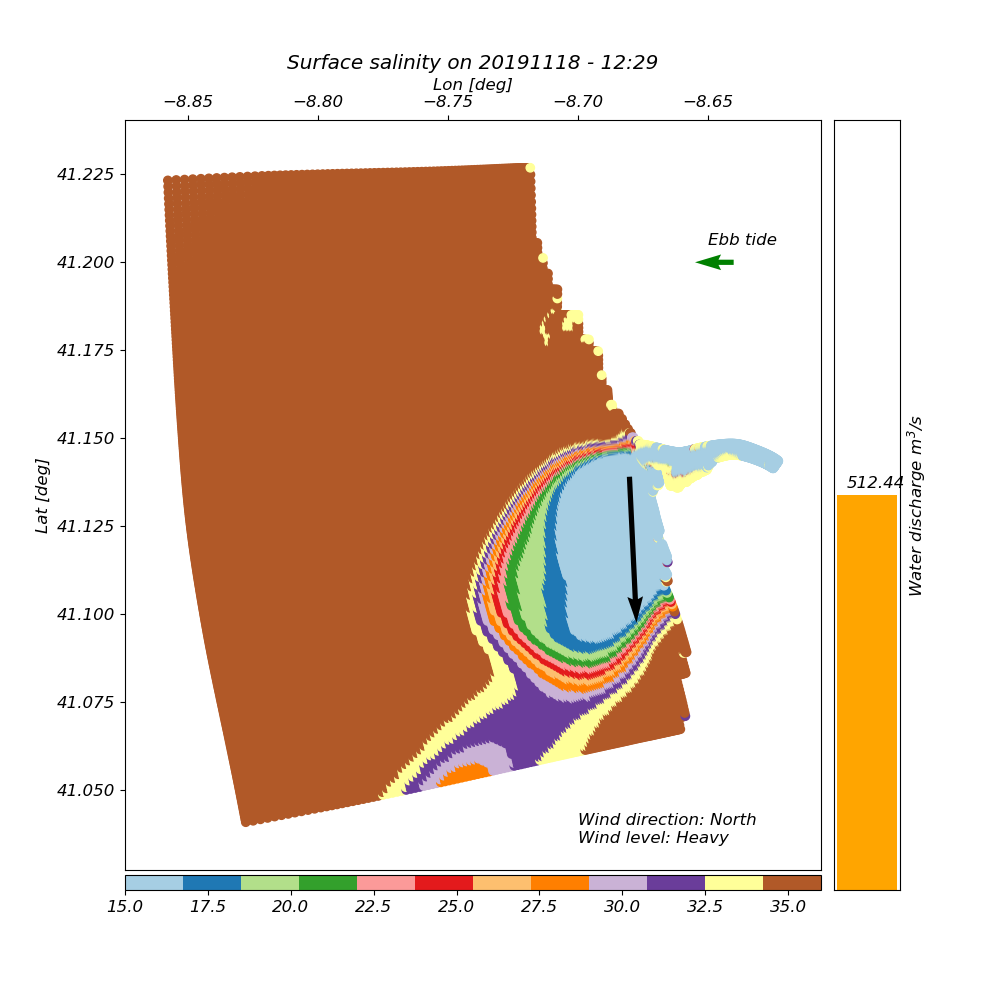 Surface salinity on 20191118 - 12:29
Lon [deg]
−8.85 −8.80 −8.75 −8.70 −8.65
41.225
41.200
41.175
41.150
41.125
41.100
41.075
41.050
Lat [deg]
Ebb tide
512.44
Water discharge m³/s
Wind direction: North
Wind level: Heavy
15.0 17.5 20.0 22.5 25.0 27.5 30.0 32.5 35.0